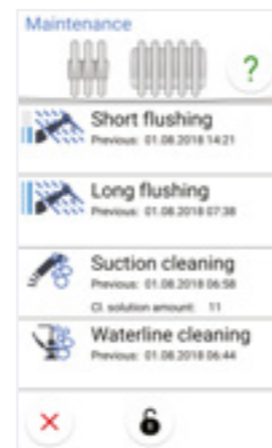 Maintenance
?
Short flushing
Previous: 01.08.2018 14:21
Long flushing
Previous: 01.08.2018 07:38
Suction cleaning
Previous: 01.08.2018 06:58
Cl. solution amount: 11
Waterline cleaning
Previous: 01.08.2018 06:44